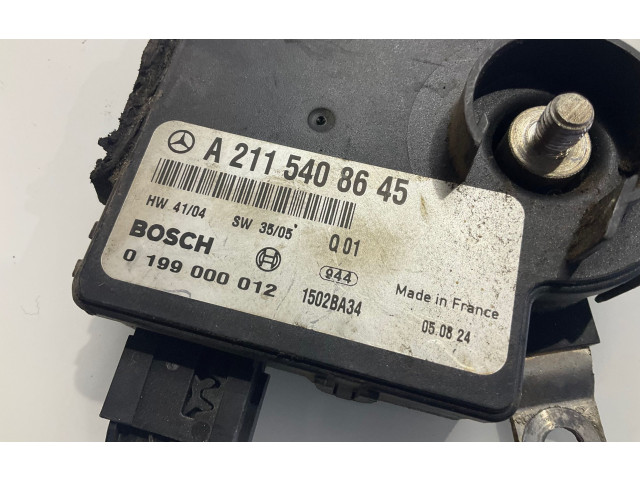 A 211 540 86 45
HW 41/04 SW 35/05 Q 01
BOSCH
0 199 000 012
944
1502BA34
Made in France
05.08 24